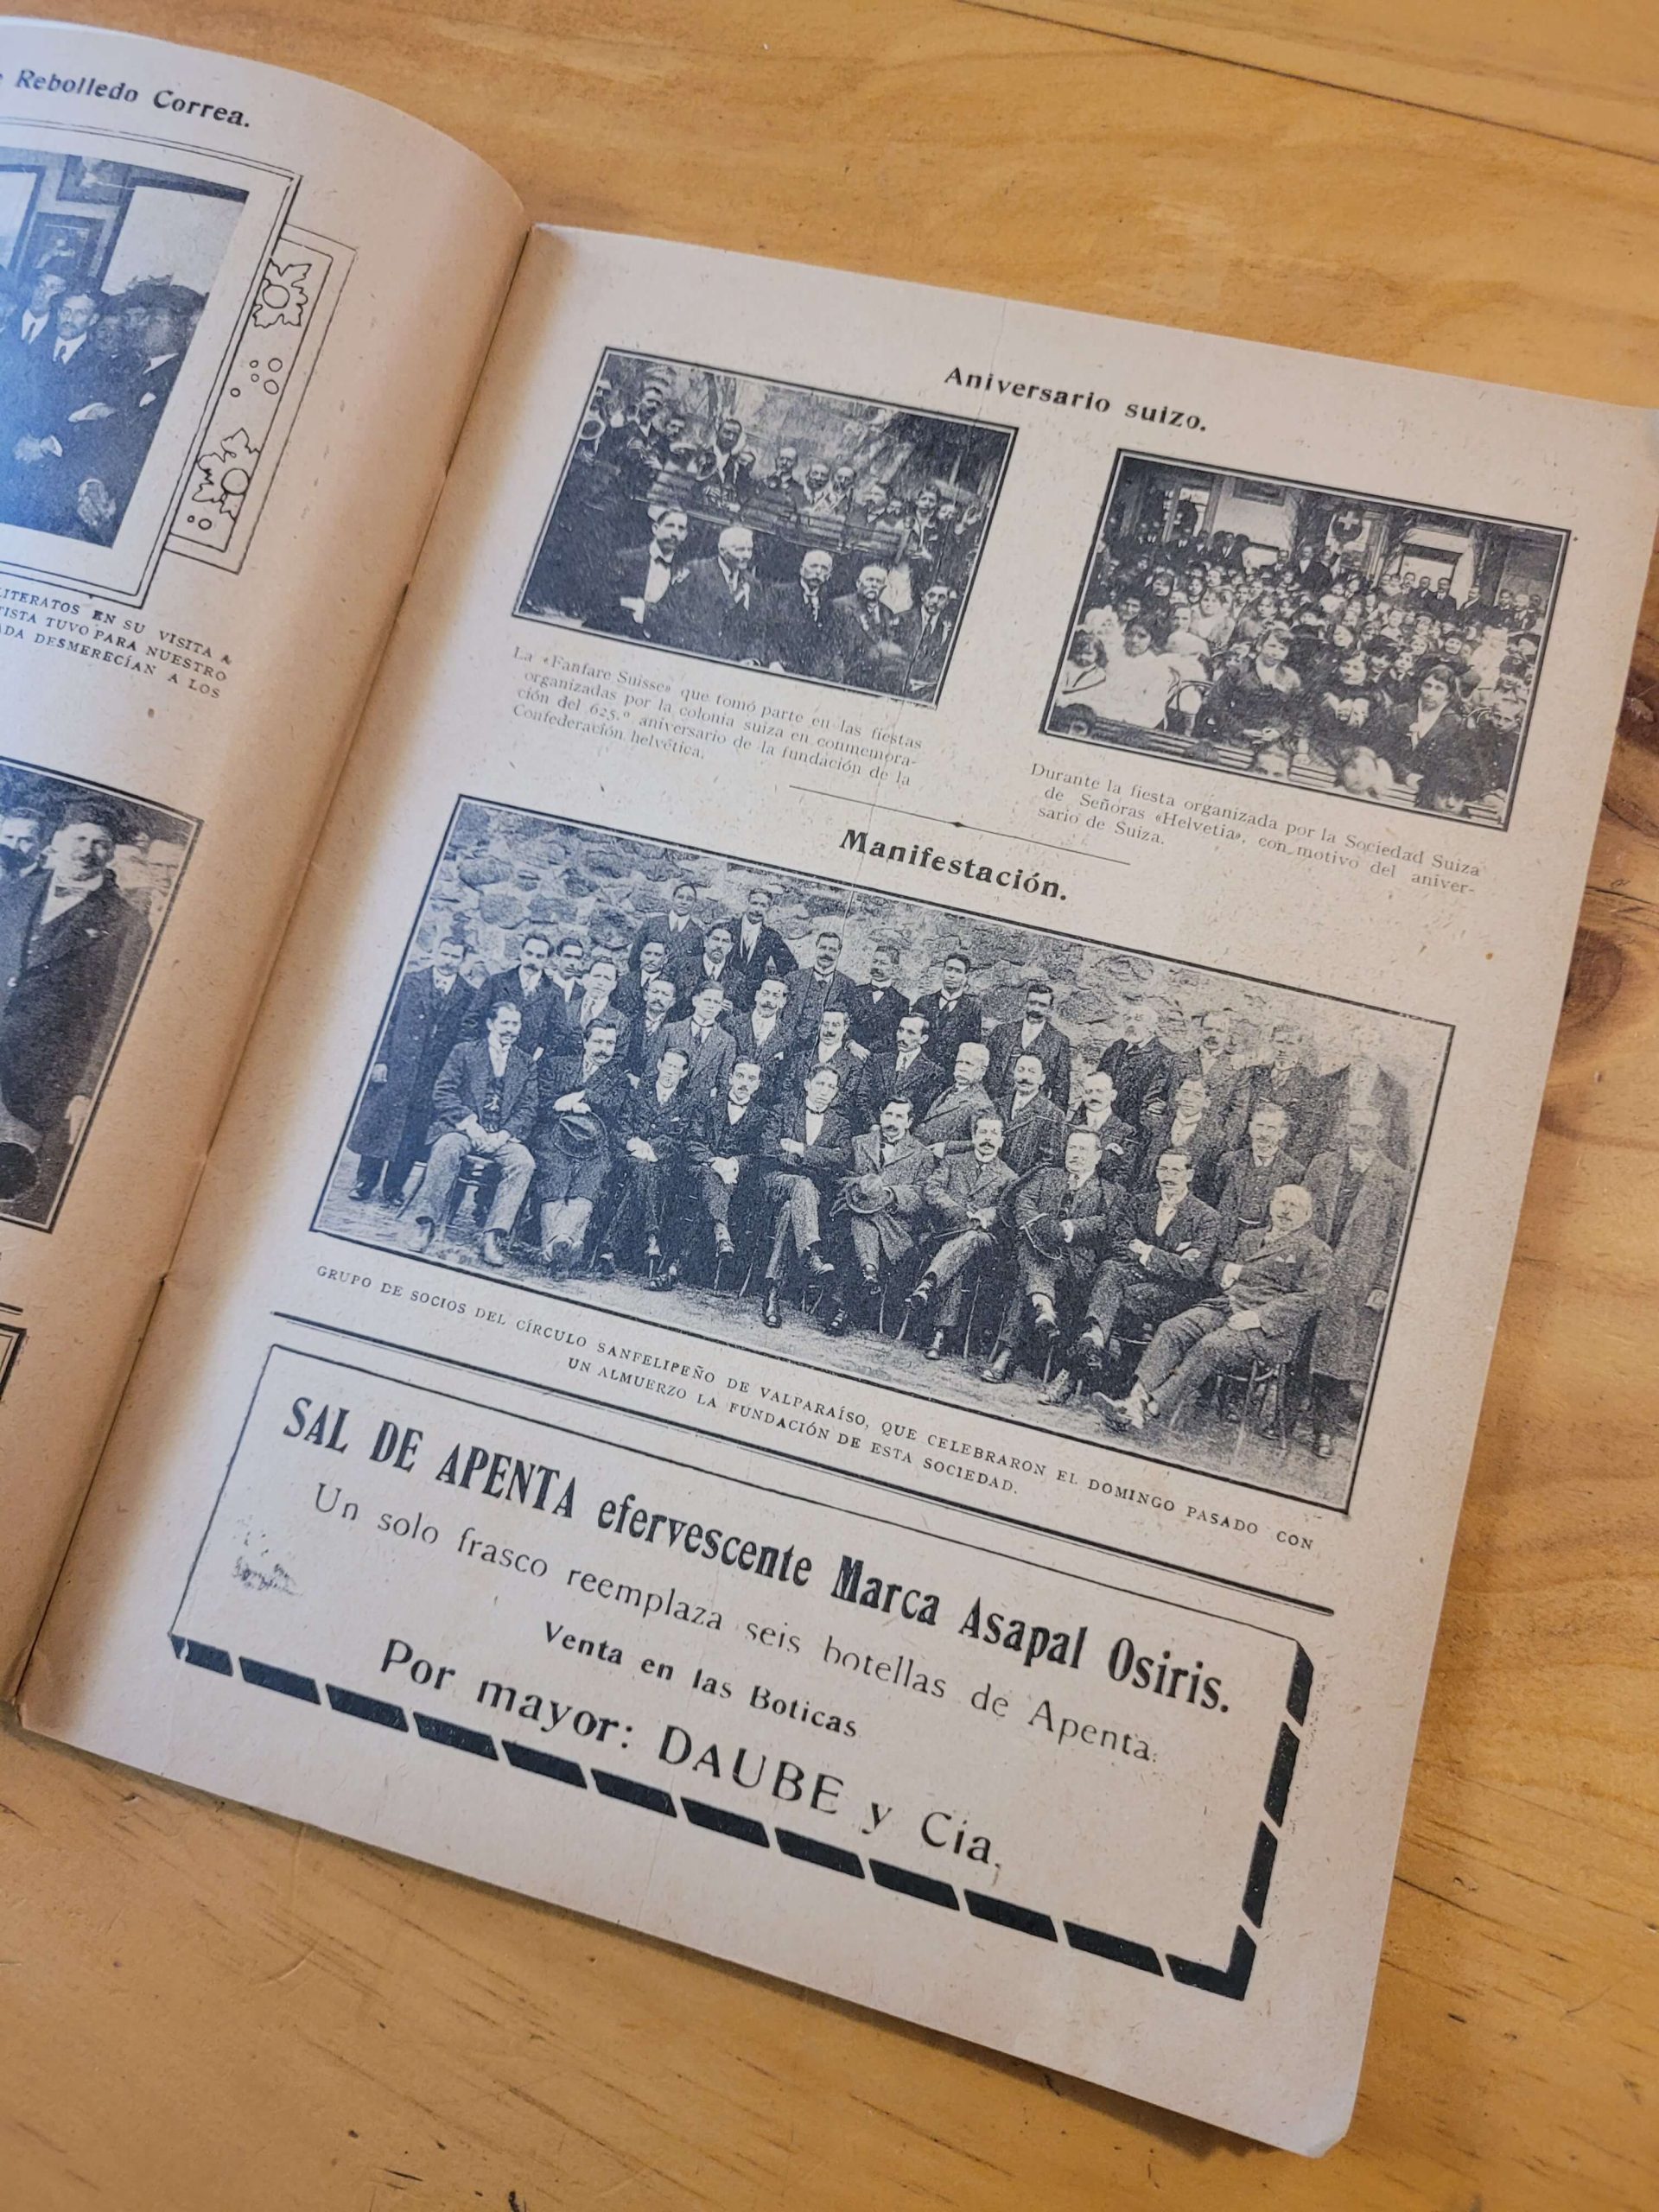 Rebolledo Correa.
LITERATOS EN SU VISITA A
TISTA TUVO PARA NUESTRO
ADA DESMERECÍAN A LOS
Aniversario suizo.
La «Fanfare Suisse» que tomó parte en las fiestas
organizadas por la colonia suiza en conmemora-
ción del 625.º aniversario de la fundación de la
Confederación helvética.
Durante la fiesta organizada por la Sociedad Suiza
de Señoras «Helvetia», con motivo del aniver-
sario de Suiza.
Manifestación.
GRUPO DE SOCIOS DEL CÍRCULO SANFELIPEÑO DE VALPARAÍSO, QUE CELEBRARON EL DOMINGO PASADO CON
UN ALMUERZO LA FUNDACIÓN DE ESTA SOCIEDAD.
SAL DE APENTA efervescente Marca Asapal Osiris.
Un solo frasco reemplaza seis botellas de Apenta.
Venta en las Boticas
Por mayor: DAUBE y Cía.